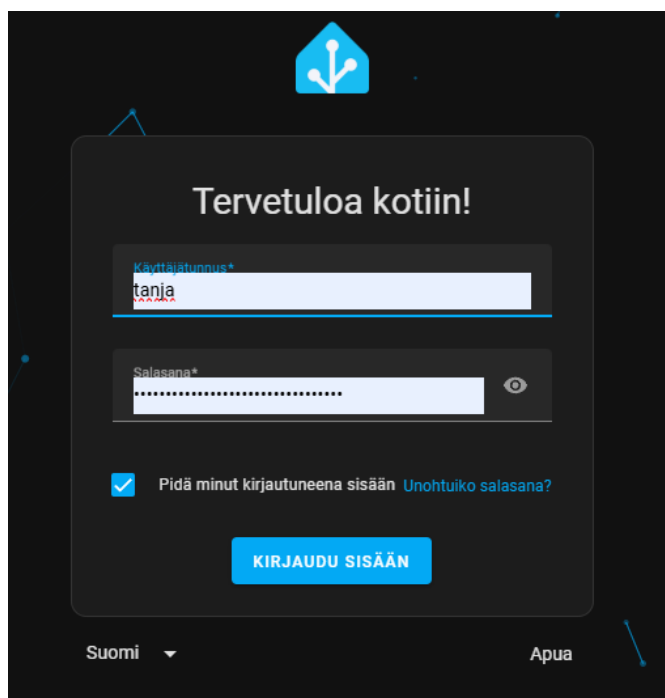 Tervetuloa kotiin!
Käyttäjätunnus*
tanja
Salasana*
•••••••••••••••••••••••••••••••••
Pidä minut kirjautuneena sisään Unohtuiko salasana?
KIRJAUDU SISÄÄN
Suomi Apua